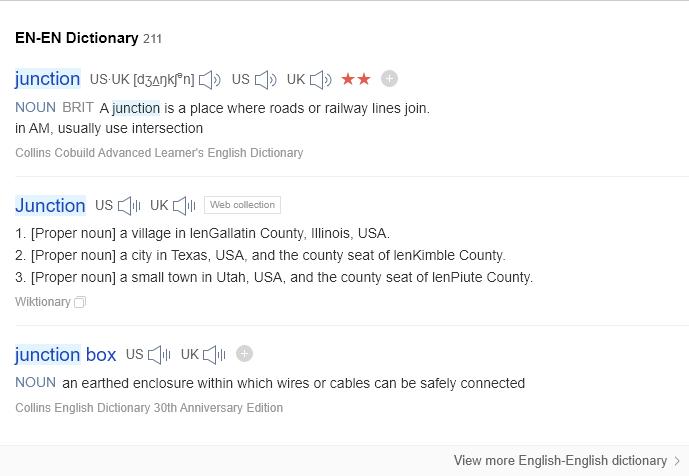 EN-EN Dictionary 211
junction US·UK [dʒʌŋkʃᵊn] US UK ★★
NOUN BRIT A junction is a place where roads or railway lines join.
in AM, usually use intersection
Collins Cobuild Advanced Learner's English Dictionary
Junction US UK Web collection
1. [Proper noun] a village in lenGallatin County, Illinois, USA.
2. [Proper noun] a city in Texas, USA, and the county seat of lenKimble County.
3. [Proper noun] a small town in Utah, USA, and the county seat of lenPiute County.
Wiktionary
junction box US UK
NOUN an earthed enclosure within which wires or cables can be safely connected
Collins English Dictionary 30th Anniversary Edition
View more English-English dictionary >